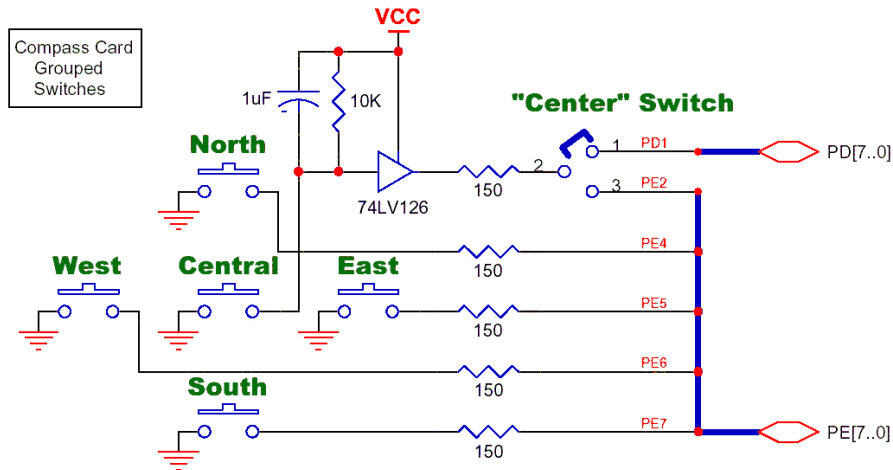 VCC
Compass Card
Grouped
Switches
1uF
-
10K
"Center" Switch
North
1
PD1
PD[7..0]
2
74LV126
150
3
PE2
PE4
150
West
Central
East
PE5
150
PE6
150
South
PE7
PE[7..0]
150